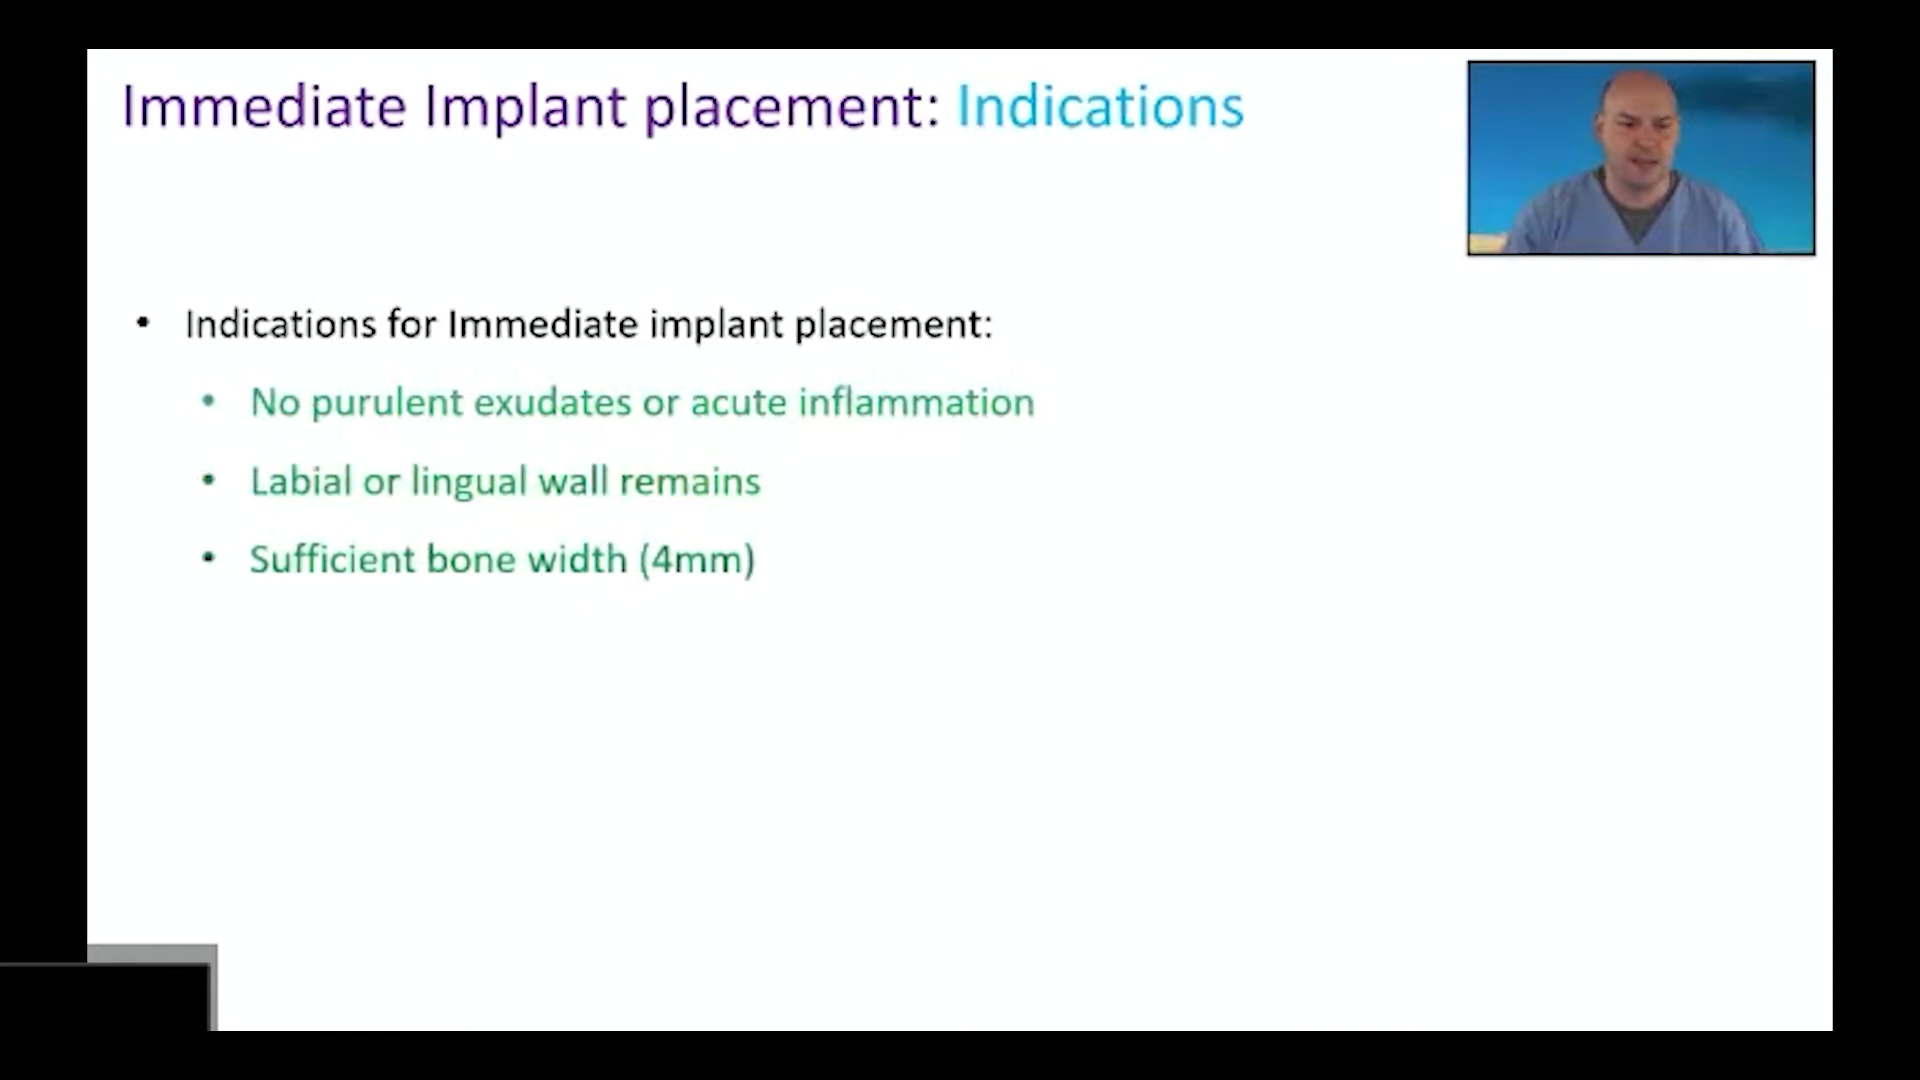 Immediate Implant placement: Indications
• Indications for Immediate implant placement:
• No purulent exudates or acute inflammation
• Labial or lingual wall remains
• Sufficient bone width (4mm)